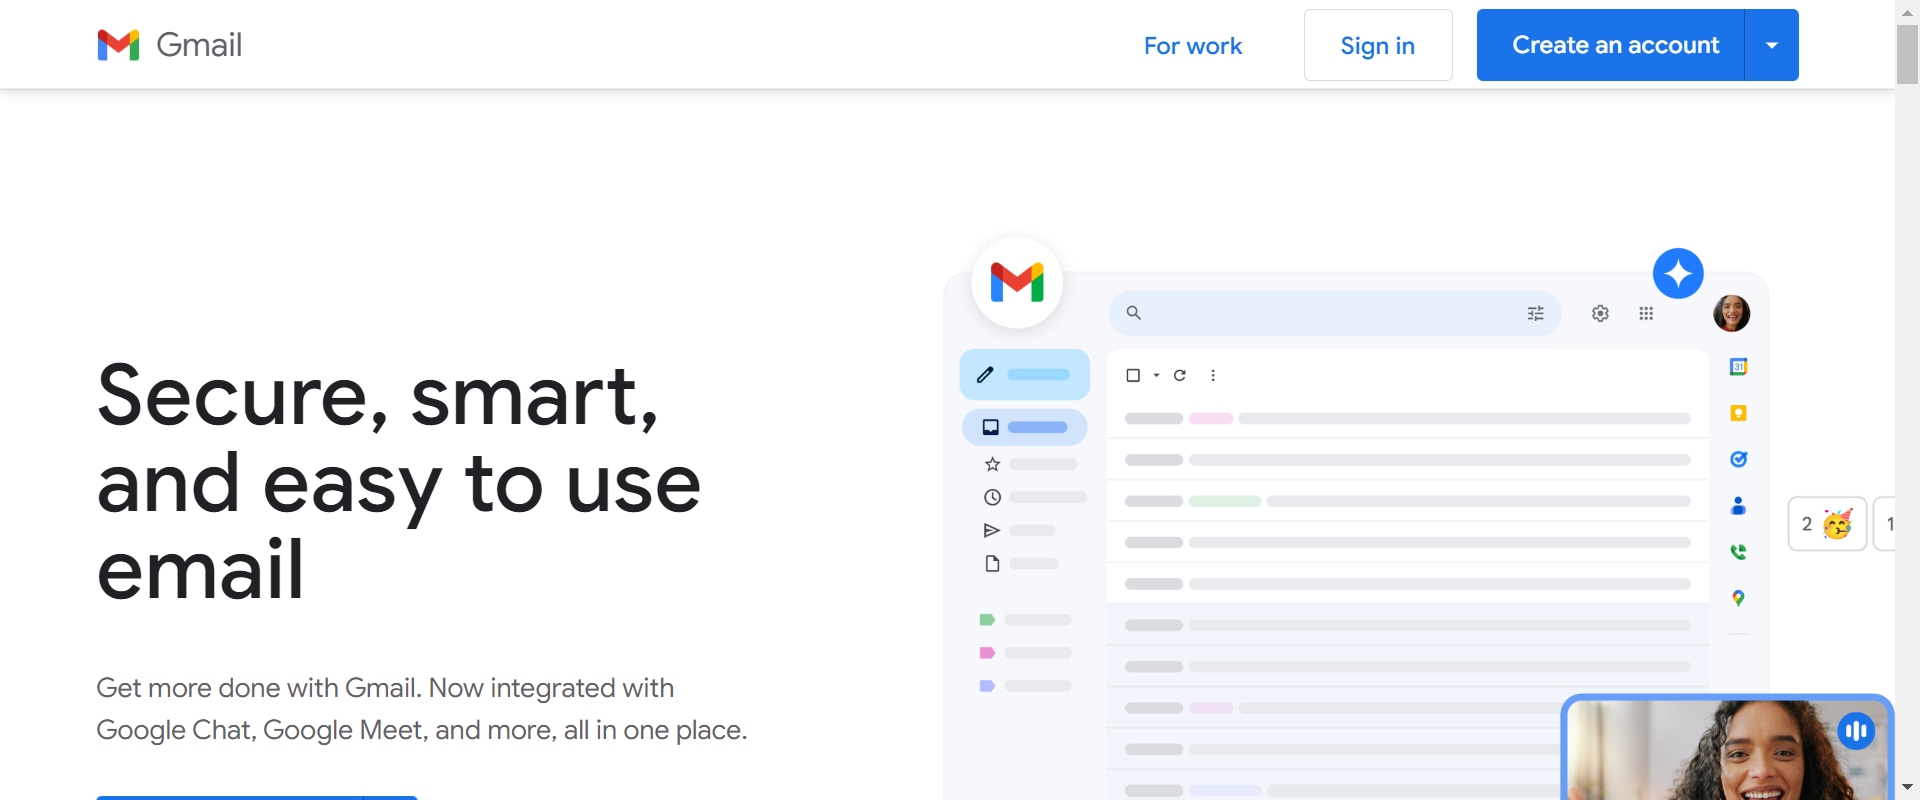 Gmail
For work
Sign in
Create an account
Secure, smart,
and easy to use
email
Get more done with Gmail. Now integrated with
Google Chat, Google Meet, and more, all in one place.
31
2
1